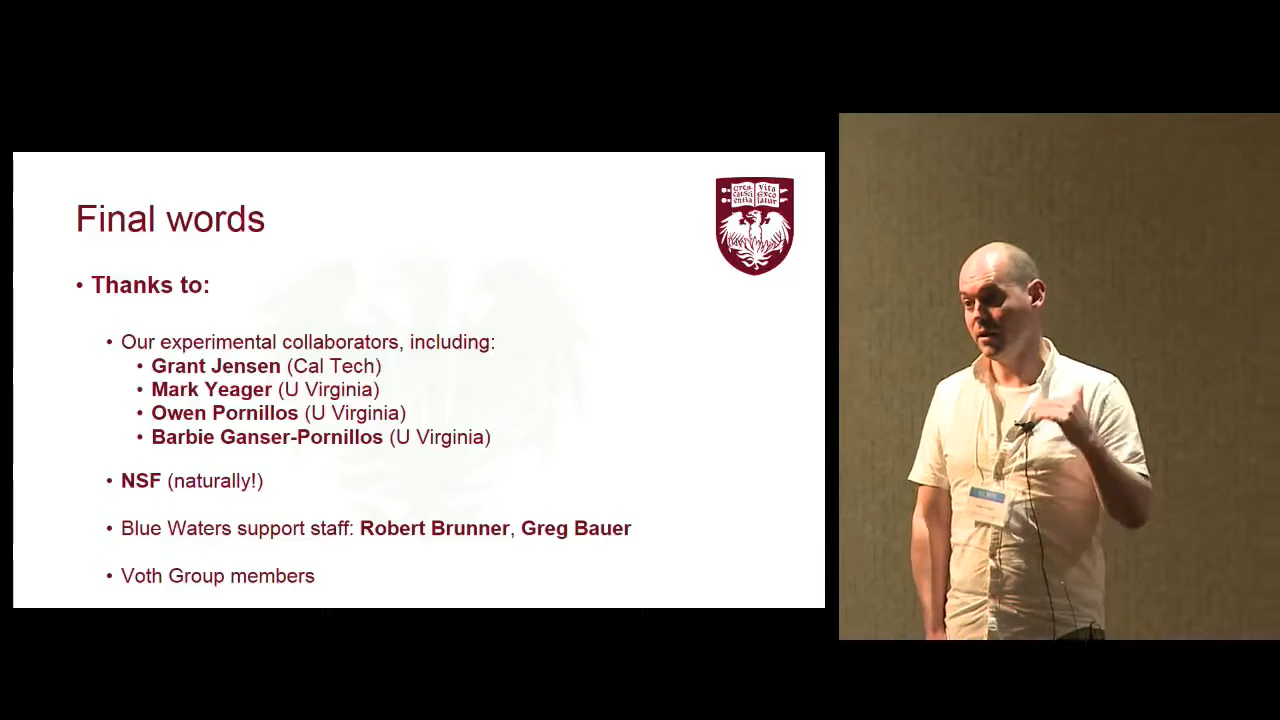 Final words
• Thanks to:
• Our experimental collaborators, including:
• Grant Jensen (Cal Tech)
• Mark Yeager (U Virginia)
• Owen Pornillos (U Virginia)
• Barbie Ganser-Pornillos (U Virginia)
• NSF (naturally!)
• Blue Waters support staff: Robert Brunner, Greg Bauer
• Voth Group members